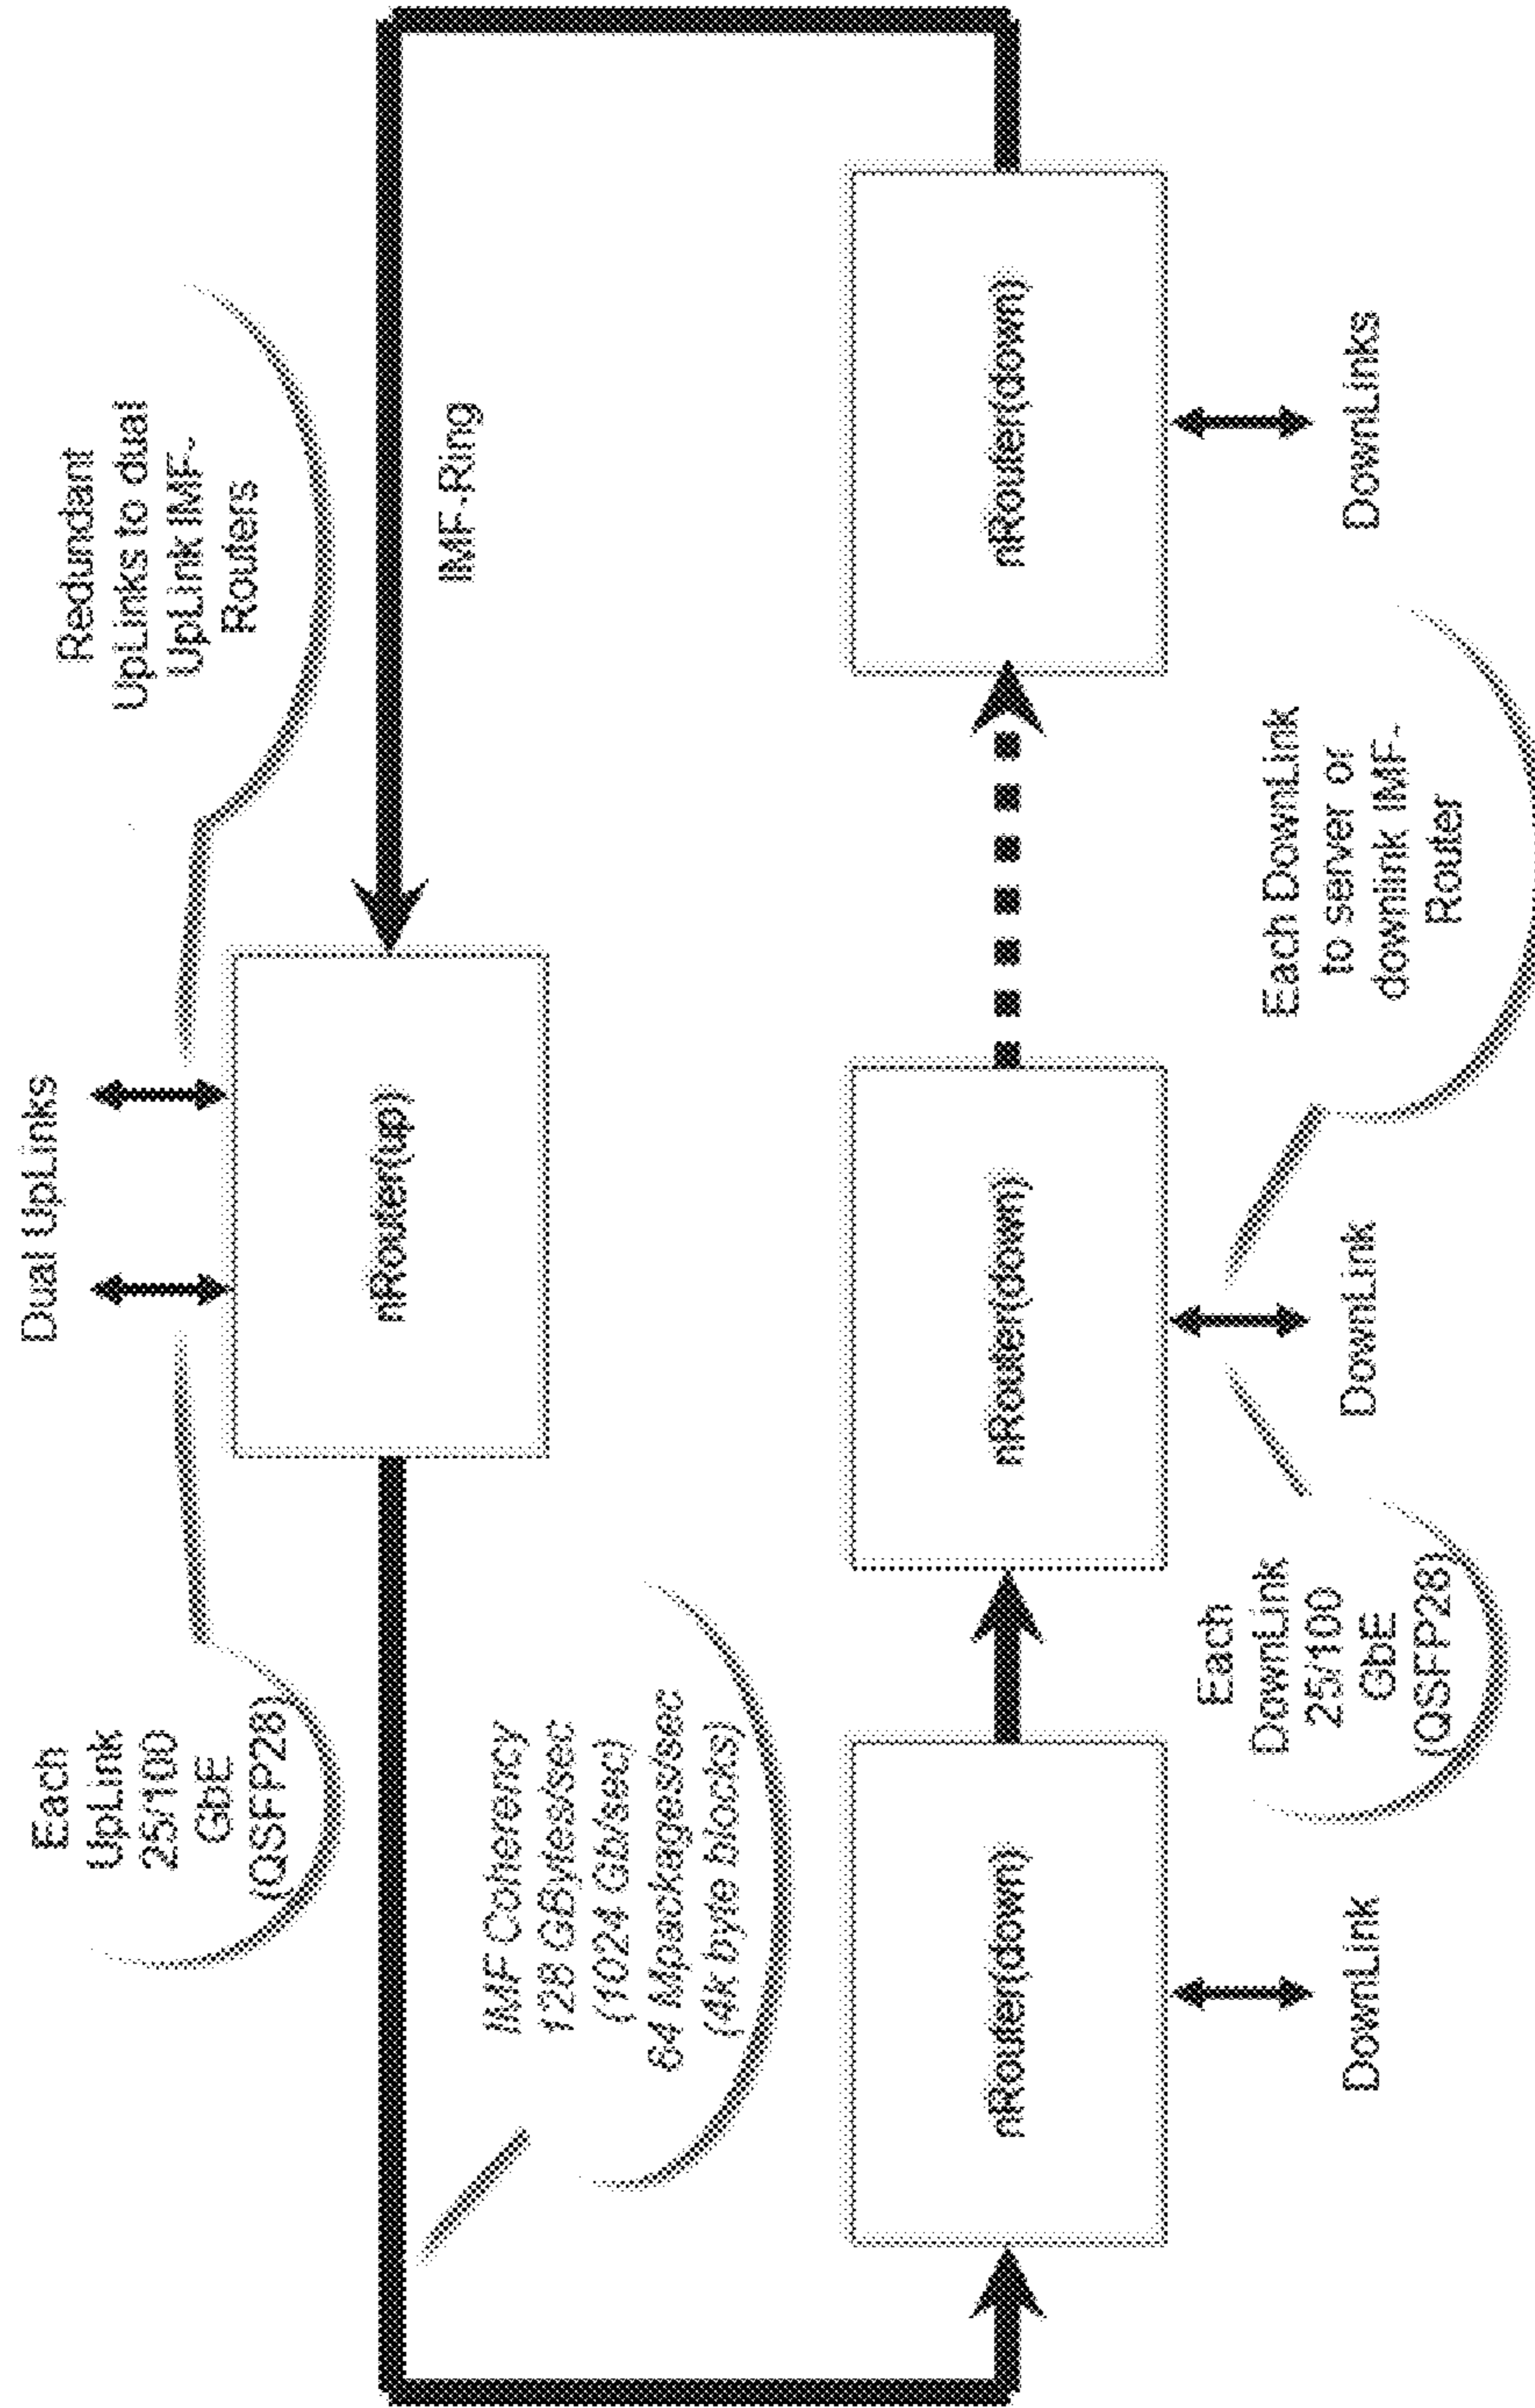 Dual UpLinks
Each
UpLink
25/100
GbE
(QSFP28)
Redundant
UpLinks to dual
UpLink IMF-
Routers
nRouter(up)
IMF-Ring
IMF Coherency
128 GBytes/sec
(1024 Gb/sec)
64 Mpackages/sec
(4k byte blocks)
nRouter(down)
nRouter(down)
nRouter(down)
Each
DownLink
25/100
GbE
(QSFP28)
Each DownLink
to server or
downlink IMF-
Router
DownLink
DownLink
DownLinks